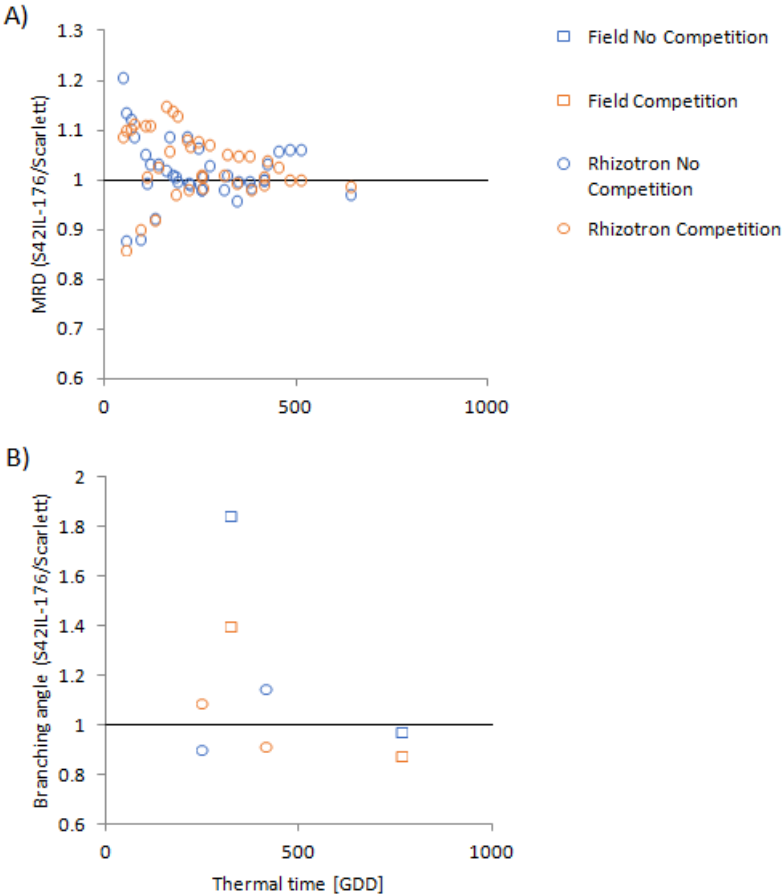 A)
1.3
1.2
1.1
1
0.9
0.8
0.7
0.6
0
500
1000
MRD (S42IL-176/Scarlett)
Field No Competition
Field Competition
Rhizotron No
Competition
Rhizotron Competition
B)
2
1.8
1.6
1.4
1.2
1
0.8
0.6
0
500
1000
Branching angle (S42IL-176/Scarlett)
Thermal time [GDD]